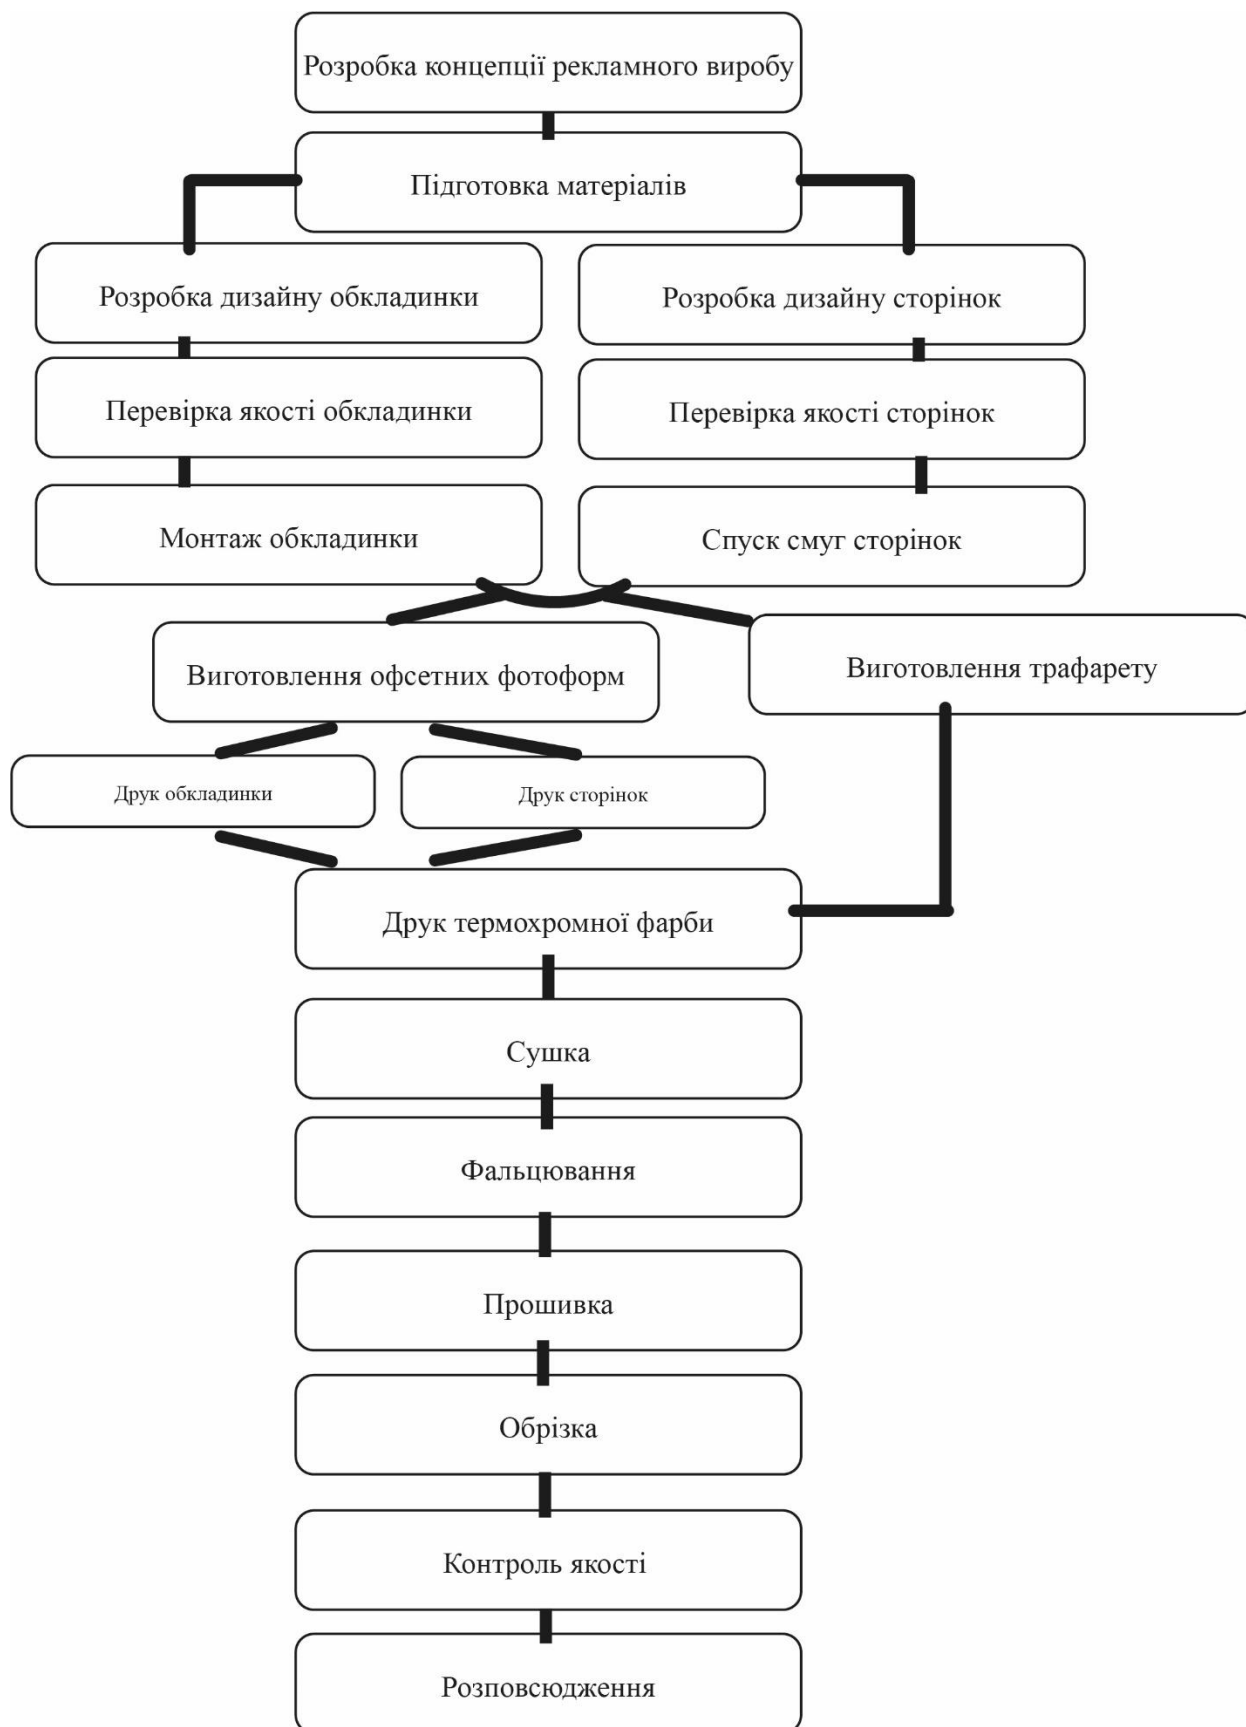 Розробка концепції рекламного виробу
Підготовка матеріалів
Розробка дизайну обкладинки
Розробка дизайну сторінок
Перевірка якості обкладинки
Перевірка якості сторінок
Монтаж обкладинки
Спуск смуг сторінок
Виготовлення офсетних фотоформ
Виготовлення трафарету
Друк обкладинки
Друк сторінок
Друк термохромної фарби
Сушка
Фальцювання
Прошивка
Обрізка
Контроль якості
Розповсюдження